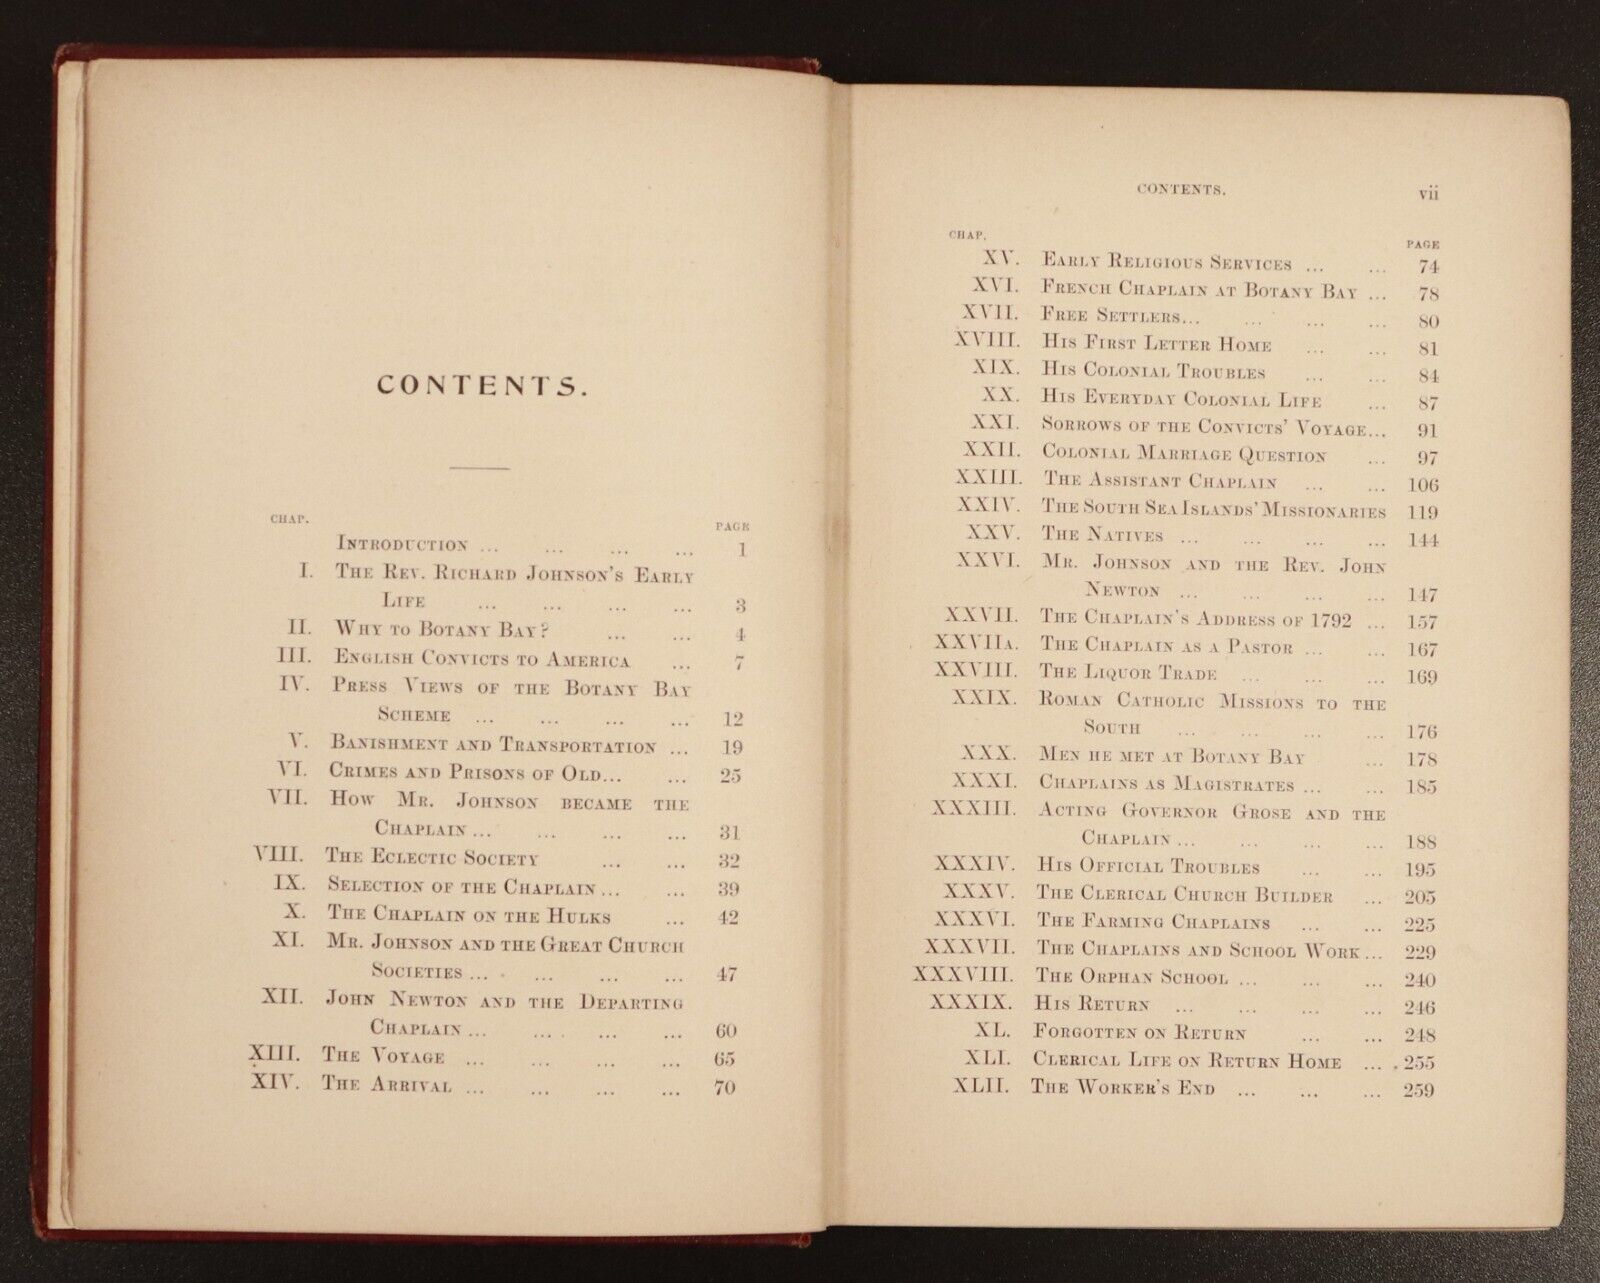 CONTENTS.
CHAP. PAGE
INTRODUCTION ... ... ... ... 1
I. THE REV. RICHARD JOHNSON'S EARLY
LIFE ... ... ... ... 3
II. WHY TO BOTANY BAY? ... ... 4
III. ENGLISH CONVICTS TO AMERICA ... 7
IV. PRESS VIEWS OF THE BOTANY BAY
SCHEME ... ... ... ... 12
V. BANISHMENT AND TRANSPORTATION ... 19
VI. CRIMES AND PRISONS OF OLD... ... 25
VII. HOW MR. JOHNSON BECAME THE
CHAPLAIN ... ... ... ... 31
VIII. THE ECLECTIC SOCIETY ... ... 32
IX. SELECTION OF THE CHAPLAIN ... ... 39
X. THE CHAPLAIN ON THE HULKS ... 42
XI. MR. JOHNSON AND THE GREAT CHURCH
SOCIETIES ... ... ... ... 47
XII. JOHN NEWTON AND THE DEPARTING
CHAPLAIN ... ... ... ... 60
XIII. THE VOYAGE ... ... ... ... 65
XIV. THE ARRIVAL ... ... ... ... 70
CONTENTS. vii
CHAP. PAGE
XV. EARLY RELIGIOUS SERVICES ... ... 74
XVI. FRENCH CHAPLAIN AT BOTANY BAY ... 78
XVII. FREE SETTLERS... ... ... ... 80
XVIII. HIS FIRST LETTER HOME ... ... 81
XIX. HIS COLONIAL TROUBLES ... ... 84
XX. HIS EVERYDAY COLONIAL LIFE ... 87
XXI. SORROWS OF THE CONVICTS' VOYAGE... 91
XXII. COLONIAL MARRIAGE QUESTION ... 97
XXIII. THE ASSISTANT CHAPLAIN ... ... 106
XXIV. THE SOUTH SEA ISLANDS' MISSIONARIES 119
XXV. THE NATIVES ... ... ... ... 144
XXVI. MR. JOHNSON AND THE REV. JOHN
NEWTON ... ... ... ... 147
XXVII. THE CHAPLAIN'S ADDRESS OF 1792 ... 157
XXVIIA. THE CHAPLAIN AS A PASTOR ... ... 167
XXVIII. THE LIQUOR TRADE ... ... ... 169
XXIX. ROMAN CATHOLIC MISSIONS TO THE
SOUTH ... ... ... ... 176
XXX. MEN HE MET AT BOTANY BAY ... 178
XXXI. CHAPLAINS AS MAGISTRATES ... ... 185
XXXIII. ACTING GOVERNOR GROSE AND THE
CHAPLAIN ... ... ... ... 188
XXXIV. HIS OFFICIAL TROUBLES ... ... 195
XXXV. THE CLERICAL CHURCH BUILDER ... 205
XXXVI. THE FARMING CHAPLAINS ... ... 225
XXXVII. THE CHAPLAINS AND SCHOOL WORK... 229
XXXVIII. THE ORPHAN SCHOOL ... ... ... 240
XXXIX. HIS RETURN ... ... ... ... 246
XL. FORGOTTEN ON RETURN ... ... 248
XLI. CLERICAL LIFE ON RETURN HOME ... 255
XLII. THE WORKER'S END ... ... ... 259